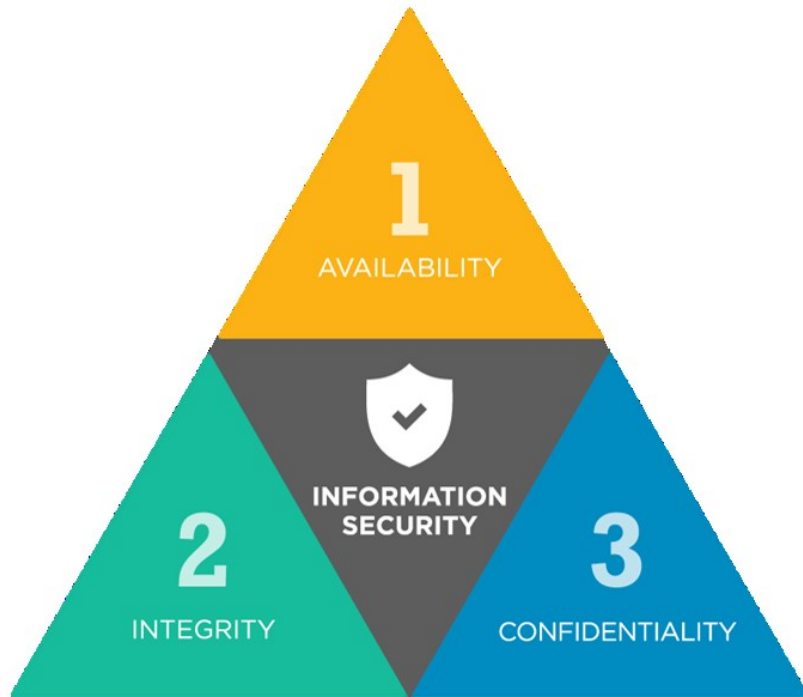 1
AVAILABILITY
INFORMATION
SECURITY
2
INTEGRITY
3
CONFIDENTIALITY